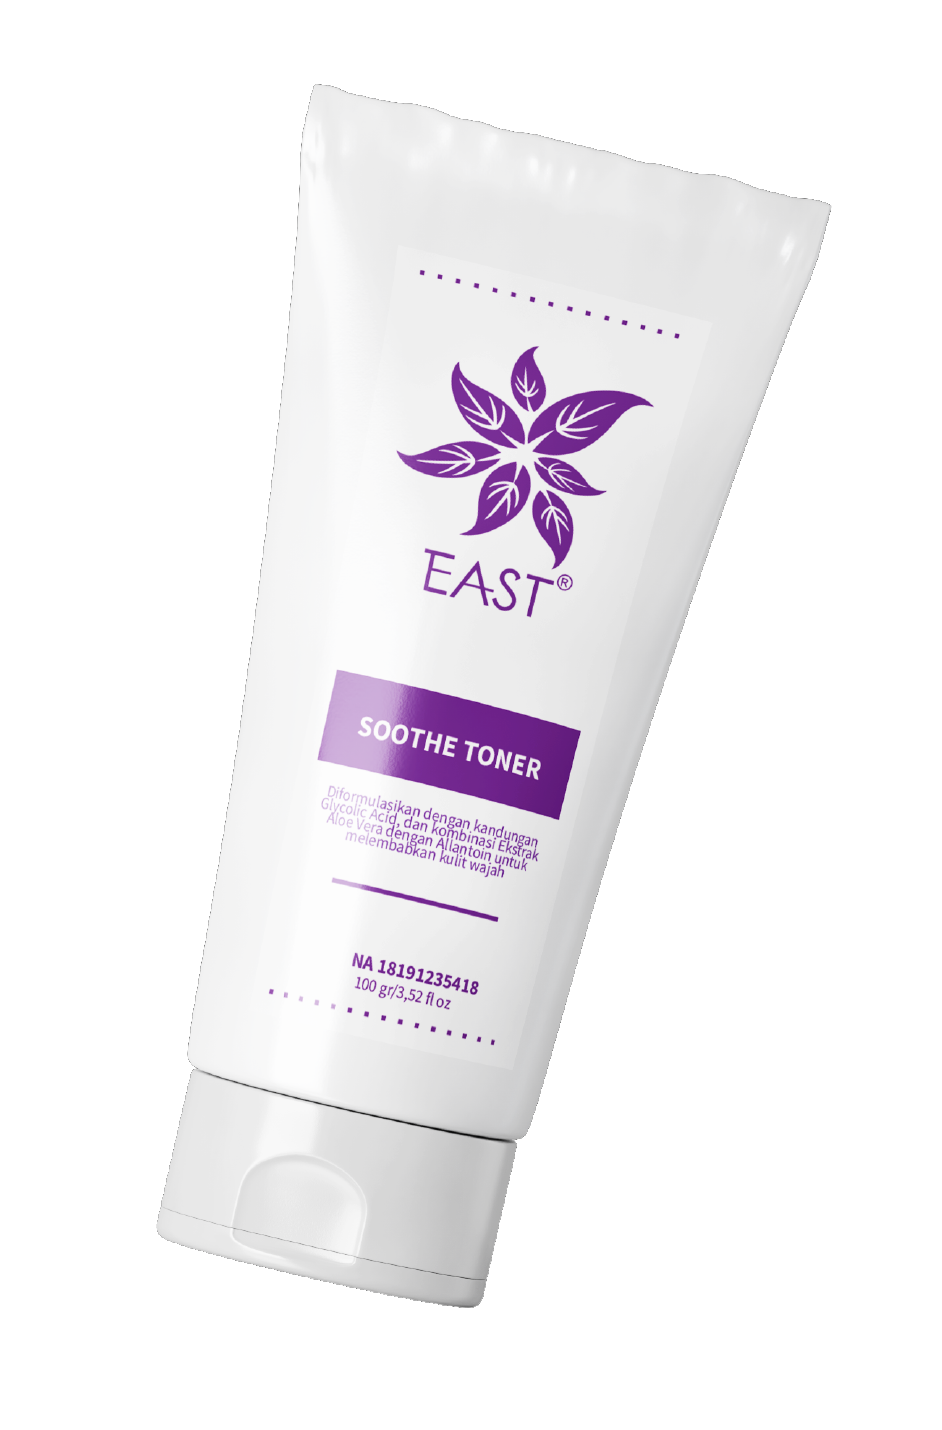 EAST®
SOOTHE TONER
Diformulasikan dengan kandungan
Glycolic Acid, dan kombinasi Ekstrak
Aloe Vera dengan Allantoin untuk
melembabkan kulit wajah
NA 18191235418
100 gr/3,52 fl oz